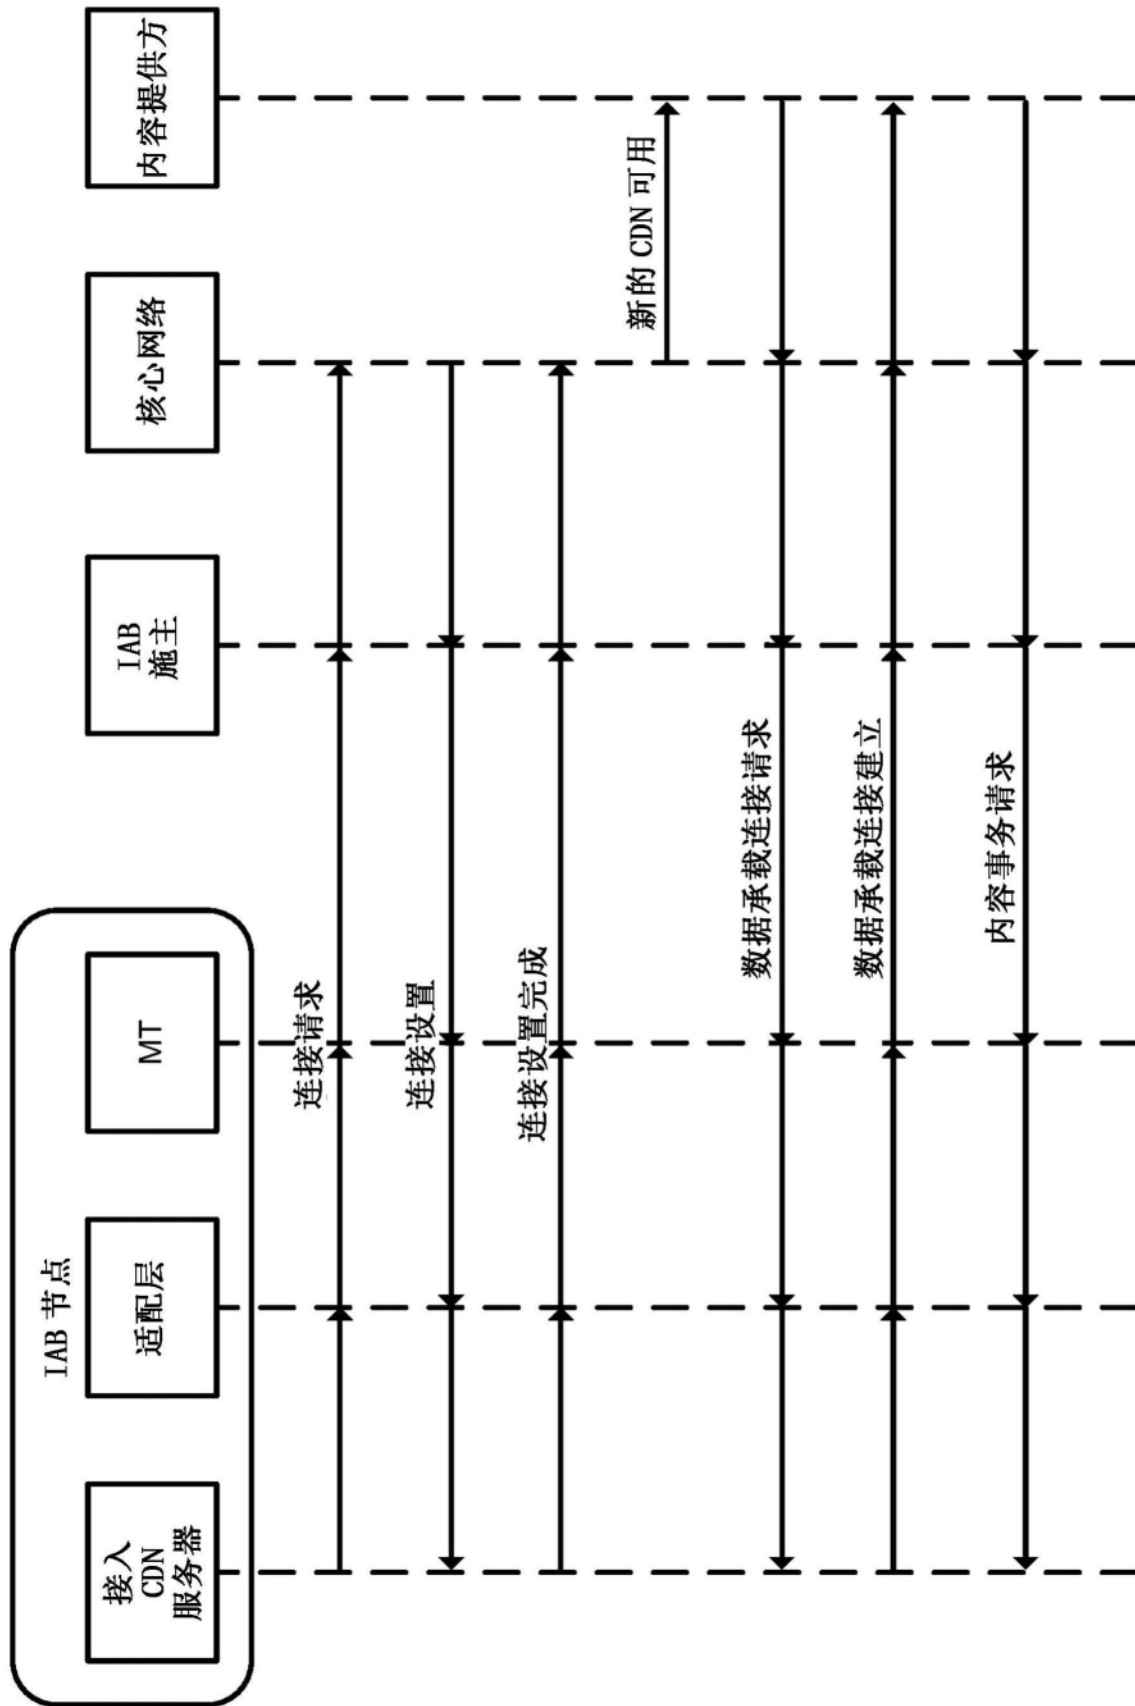 IAB 节点
接入
CDN
服务器
适配层
MT
IAB
施主
核心网络
内容提供方
连接请求
连接设置
连接设置完成
新的 CDN 可用
数据承载连接请求
数据承载连接建立
内容事务请求